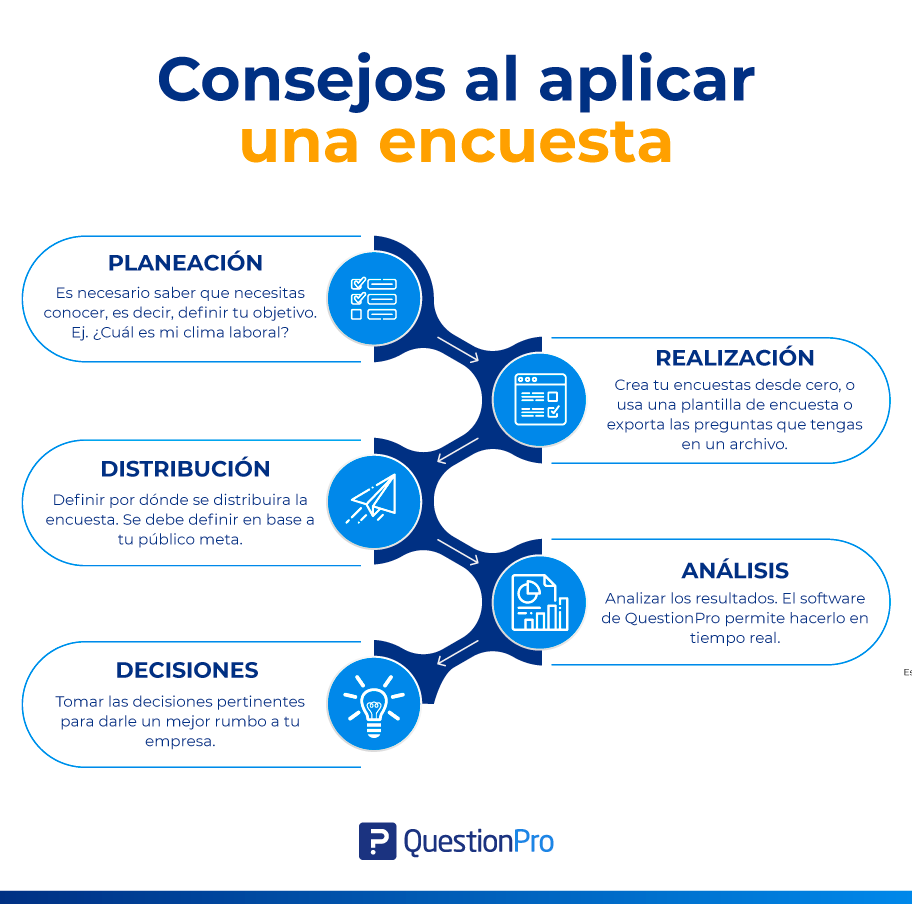 Consejos al aplicar
una encuesta
PLANEACIÓN
Es necesario saber que necesitas
conocer, es decir, definir tu objetivo.
Ej. ¿Cuál es mi clima laboral?
REALIZACIÓN
Crea tu encuestas desde cero, o
usa una plantilla de encuesta o
exporta las preguntas que tengas
en un archivo.
DISTRIBUCIÓN
Definir por dónde se distribuira la
encuesta. Se debe definir en base a
tu público meta.
ANÁLISIS
Analizar los resultados. El software
de QuestionPro permite hacerlo en
tiempo real.
Es
DECISIONES
Tomar las decisiones pertinentes
para darle un mejor rumbo a tu
empresa.
QuestionPro